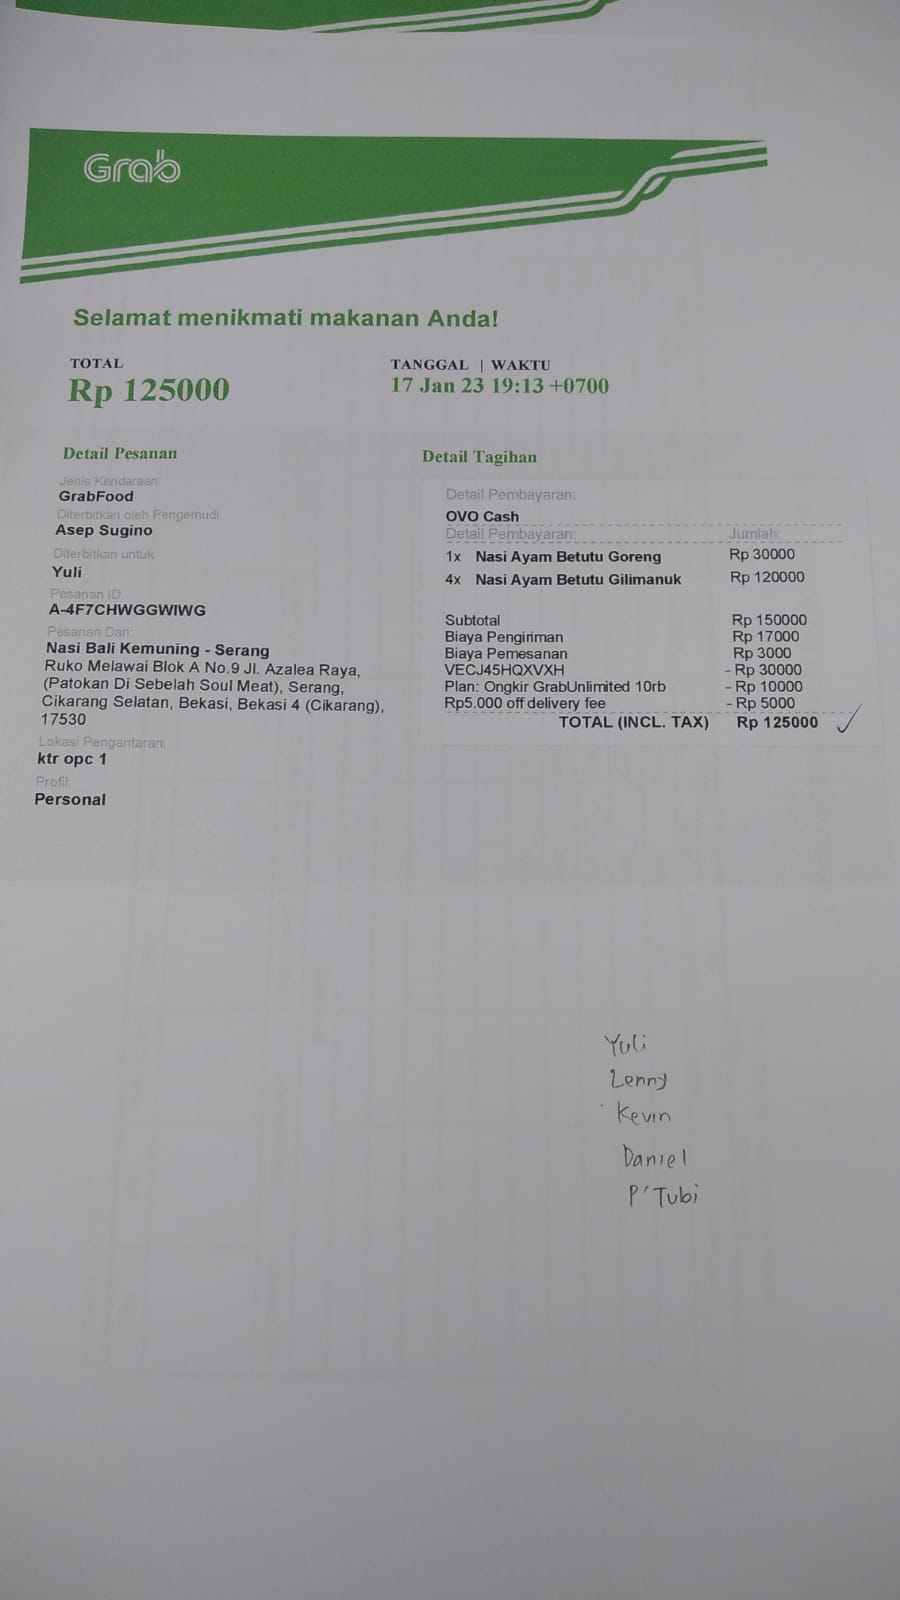 Grab
Selamat menikmati makanan Anda!
TOTAL
Rp 125000
TANGGAL | WAKTU
17 Jan 23 19:13 +0700
Detail Pesanan
Jenis Kendaraan:
GrabFood
Diterbitkan oleh Pengemudi
Asep Sugino
Diterbitkan untuk
Yuli
Pesanan ID
A-4F7CHWGGWIWG
Pesanan Dari:
Nasi Bali Kemuning - Serang
Ruko Melawai Blok A No.9 Jl. Azalea Raya,
(Patokan Di Sebelah Soul Meat), Serang,
Cikarang Selatan, Bekasi, Bekasi 4 (Cikarang),
17530
Lokasi Pengantaran:
ktr opc 1
Profil:
Personal
Detail Tagihan
Detail Pembayaran:
OVO Cash
Detail Pembayaran: Jumlah:
1x Nasi Ayam Betutu Goreng Rp 30000
4x Nasi Ayam Betutu Gilimanuk Rp 120000
Subtotal Rp 150000
Biaya Pengiriman Rp 17000
Biaya Pemesanan Rp 3000
VECJ45HQXVXH - Rp 30000
Plan: Ongkir GrabUnlimited 10rb - Rp 10000
Rp5.000 off delivery fee - Rp 5000
TOTAL (INCL. TAX) Rp 125000
Yuli
Lenny
Kevin
Daniel
P'Tubi